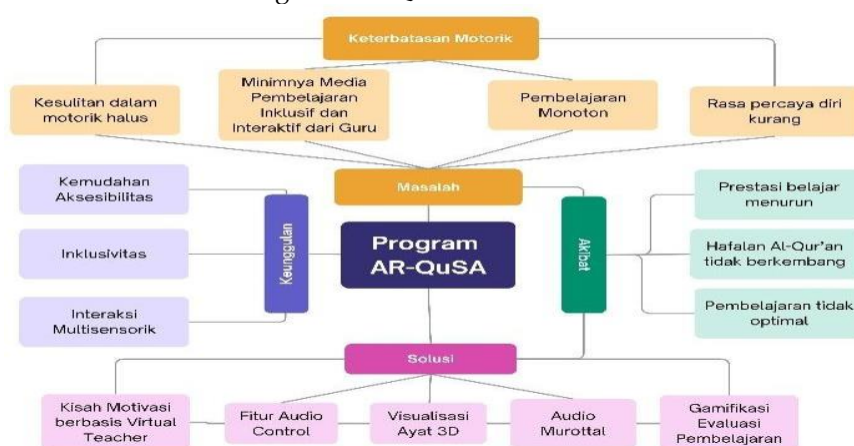 Keterbatasan Motorik
Kesulitan dalam
motorik halus
Minimnya Media
Pembelajaran
Inklusif dan
Interaktif dari Guru
Pembelajaran
Monoton
Rasa percaya diri
kurang
Masalah
Kemudahan
Aksesibilitas
Inklusivitas
Interaksi
Multisensorik
Keunggulan
Program
AR-QuSA
Akibat
Prestasi belajar
menurun
Hafalan Al-Qur'an
tidak berkembang
Pembelajaran tidak
optimal
Solusi
Kisah Motivasi
berbasis Virtual
Teacher
Fitur Audio
Control
Visualisasi
Ayat 3D
Audio
Murottal
Gamifikasi
Evaluasi
Pembelajaran